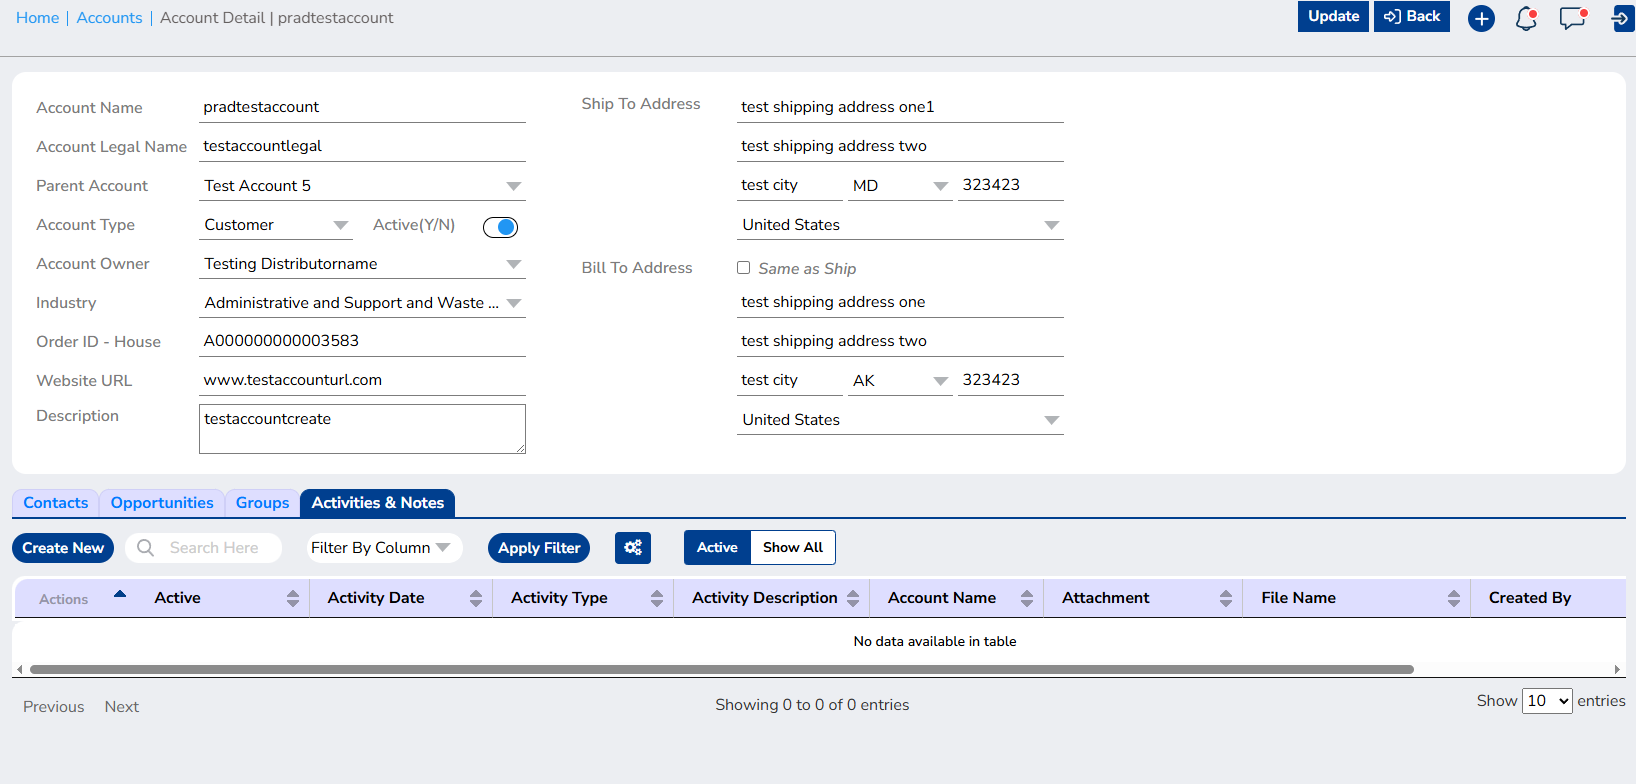 Home | Accounts | Account Detail | pradtestaccount
Update Back
Account Name pradtestaccount
Account Legal Name testaccountlegal
Parent Account Test Account 5
Account Type Customer Active(Y/N)
Account Owner Testing Distributorname
Industry Administrative and Support and Waste ...
Order ID - House A000000000003583
Website URL www.testaccounturl.com
Description testaccountcreate
Ship To Address test shipping address one1
test shipping address two
test city MD 323423
United States
Bill To Address Same as Ship
test shipping address one
test shipping address two
test city AK 323423
United States
Contacts Opportunities Groups Activities & Notes
Create New Search Here Filter By Column Apply Filter Active Show All
Actions Active Activity Date Activity Type Activity Description Account Name Attachment File Name Created By
No data available in table
Previous Next Showing 0 to 0 of 0 entries Show 10 entries